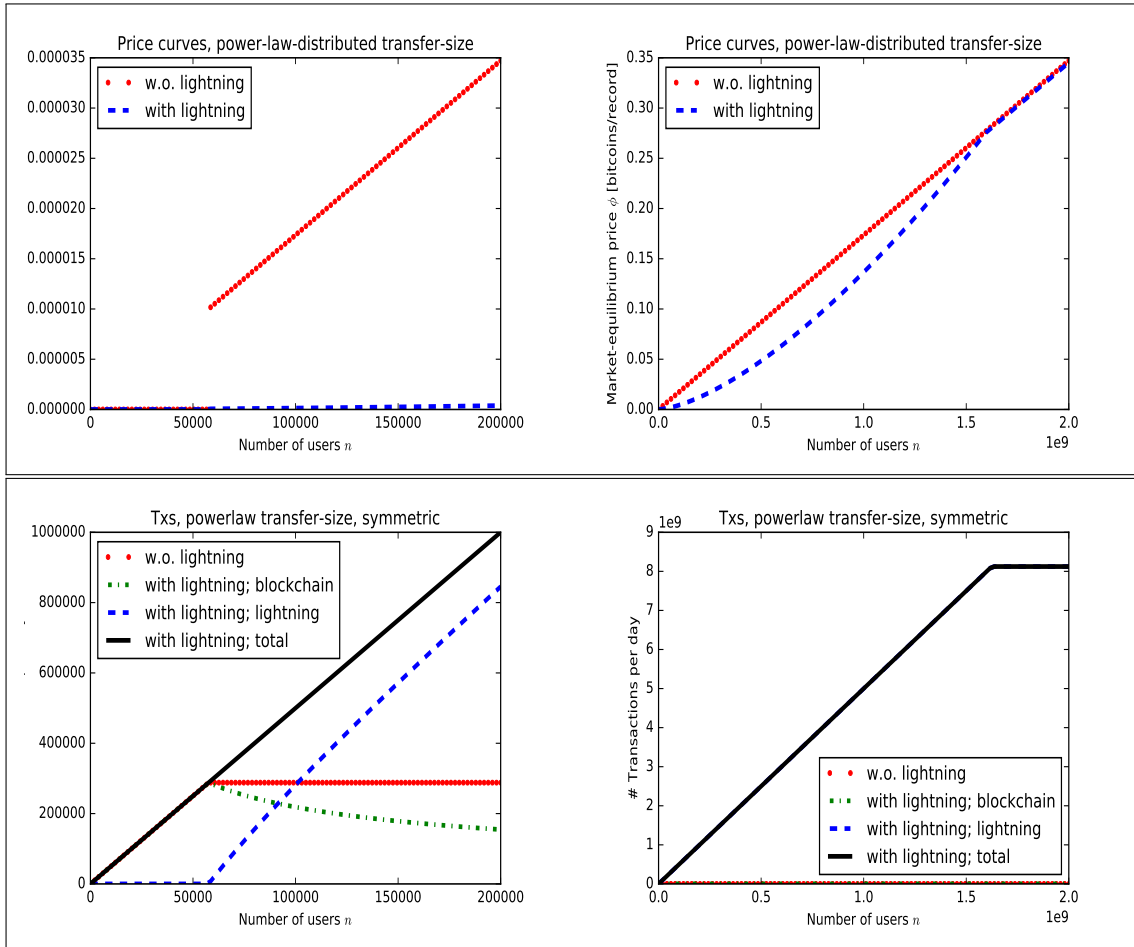 Price curves, power-law-distributed transfer-size
0.000035
0.000030
0.000025
0.000020
0.000015
0.000010
0.000005
0.000000
w.o. lightning
with lightning
0 50000 100000 150000 200000
Number of users n
Price curves, power-law-distributed transfer-size
Market-equilibrium price ϕ [bitcoins/record]
0.35
0.30
0.25
0.20
0.15
0.10
0.05
0.00
w.o. lightning
with lightning
0.0 0.5 1.0 1.5 2.0
1e9
Number of users n
Txs, powerlaw transfer-size, symmetric
1000000
800000
600000
400000
200000
0
w.o. lightning
with lightning; blockchain
with lightning; lightning
with lightning; total
0 50000 100000 150000 200000
Number of users n
Txs, powerlaw transfer-size, symmetric
1e9
# Transactions per day
9
8
7
6
5
4
3
2
1
0
w.o. lightning
with lightning; blockchain
with lightning; lightning
with lightning; total
0.0 0.5 1.0 1.5 2.0
1e9
Number of users n